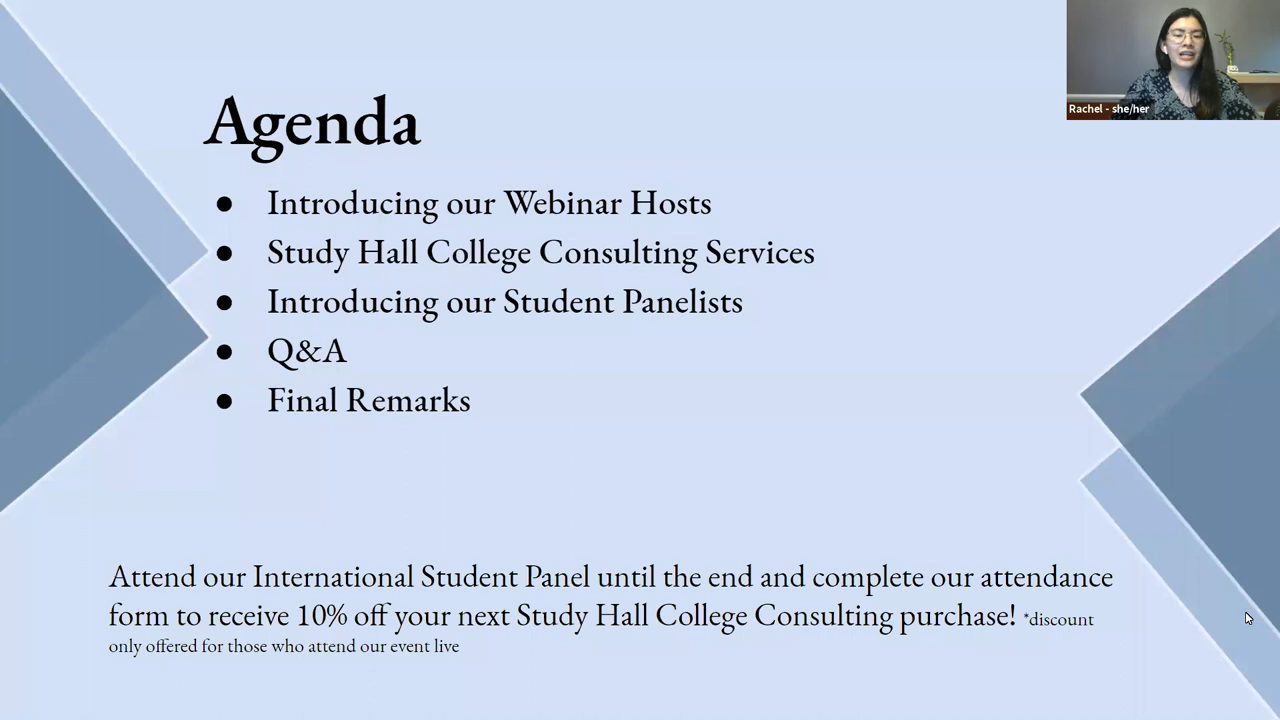 Agenda
● Introducing our Webinar Hosts
● Study Hall College Consulting Services
● Introducing our Student Panelists
● Q&A
● Final Remarks
Attend our International Student Panel until the end and complete our attendance
form to receive 10% off your next Study Hall College Consulting purchase! *discount
only offered for those who attend our event live
Rachel - she/her